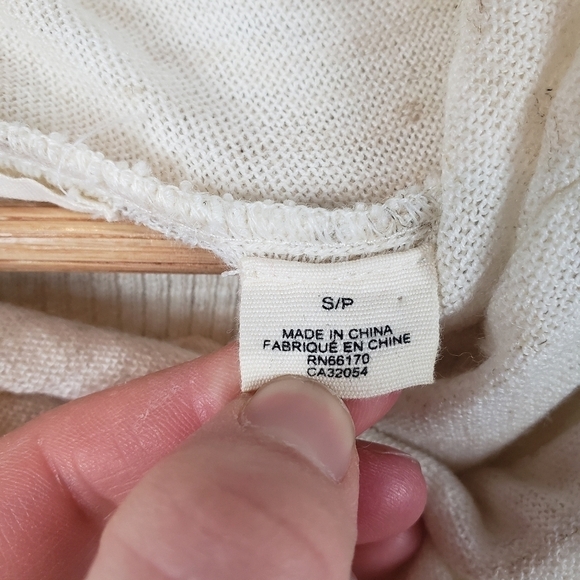 S/P
MADE IN CHINA
FABRIQUÉ EN CHINE
RN66170
CA32054